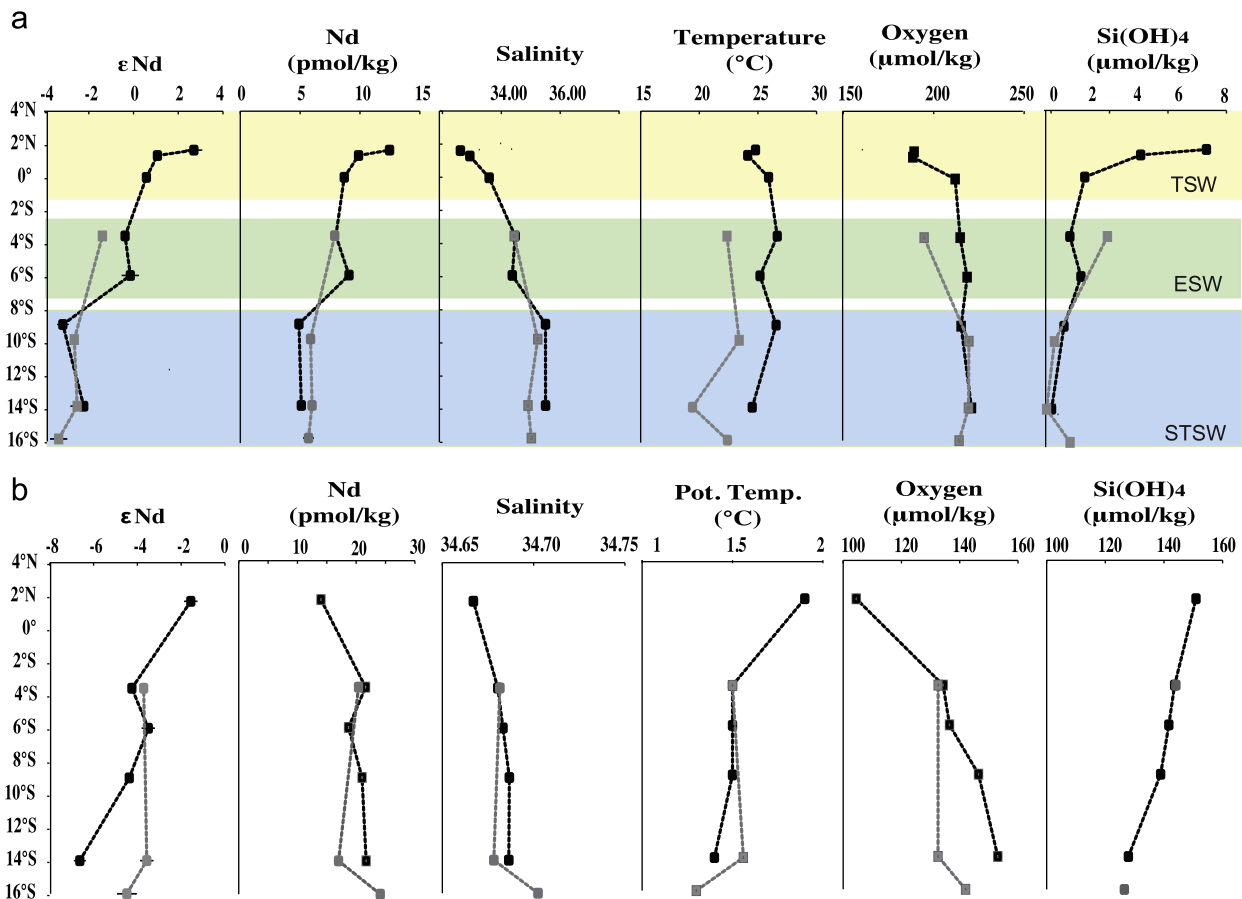 a
εNd Nd (pmol/kg) Salinity Temperature (°C) Oxygen (μmol/kg) Si(OH)4 (μmol/kg)
-4 -2 0 2 4 0 5 10 15 34.00 36.00 15 20 25 30 150 200 250 0 2 4 6 8
4°N
2°N
0°
2°S
4°S
6°S
8°S
10°S
12°S
14°S
16°S
TSW
ESW
STSW
b
εNd Nd (pmol/kg) Salinity Pot. Temp. (°C) Oxygen (μmol/kg) Si(OH)4 (μmol/kg)
-8 -6 -4 -2 0 0 10 20 30 34.65 34.70 34.75 1 1.5 2 100 120 140 160 100 120 140 160
4°N
2°N
0°
2°S
4°S
6°S
8°S
10°S
12°S
14°S
16°S